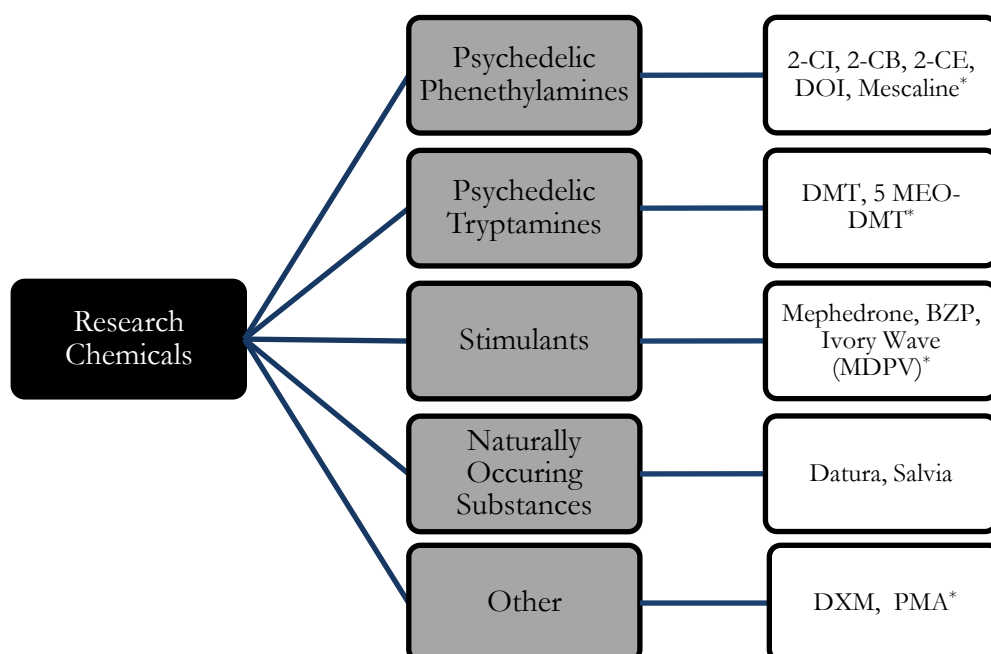 Research
Chemicals
Psychedelic
Phenethylamines
2-CI, 2-CB, 2-CE,
DOI, Mescaline*
Psychedelic
Tryptamines
DMT, 5 MEO-
DMT*
Stimulants
Mephedrone, BZP,
Ivory Wave
(MDPV)*
Naturally
Occuring
Substances
Datura, Salvia
Other
DXM, PMA*